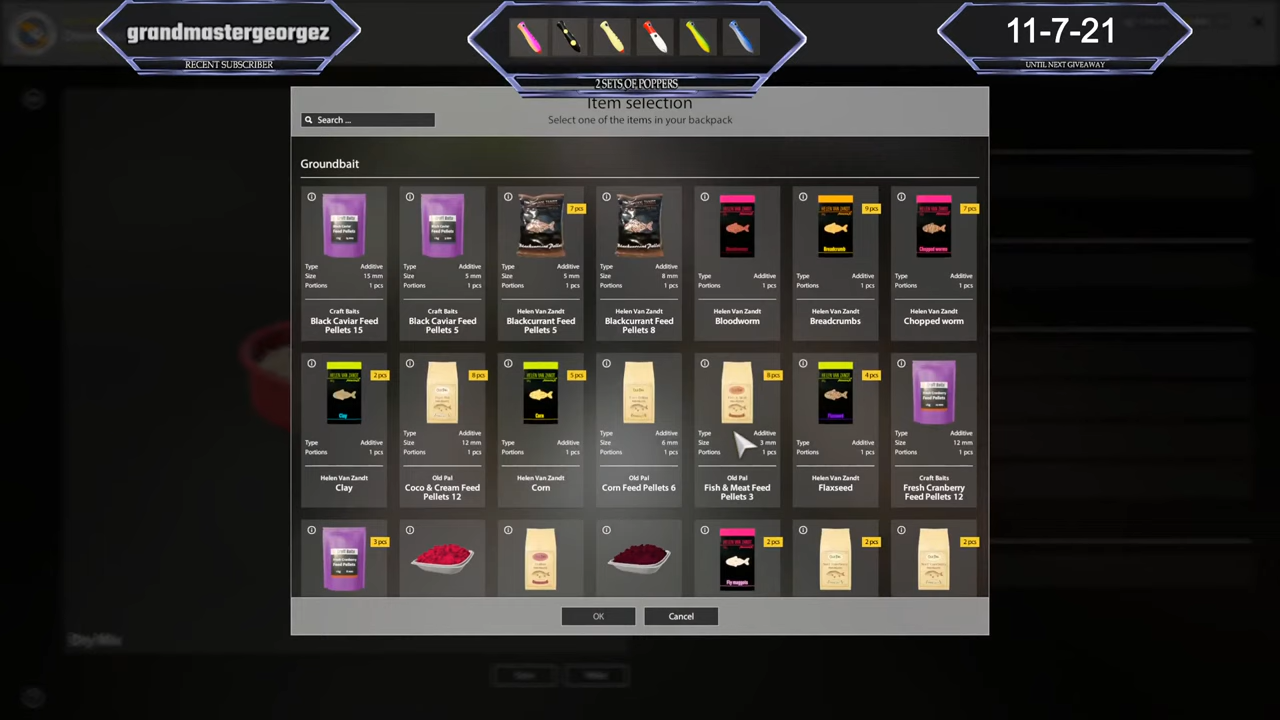 grandmastergeorgez
RECENT SUBSCRIBER
2 SETS OF POPPERS
11-7-21
UNTIL NEXT GIVEAWAY
Item selection
Select one of the items in your backpack
Search ...
Groundbait
Type Additive
Size 15 mm
Portions 1 pcs
Craft Baits
Black Caviar Feed
Pellets 15
Type Additive
Size 5 mm
Portions 1 pcs
Craft Baits
Black Caviar Feed
Pellets 5
7 pcs
Type Additive
Size 5 mm
Portions 1 pcs
Helen Van Zandt
Blackcurrant Feed
Pellets 5
Type Additive
Size 8 mm
Portions 1 pcs
Helen Van Zandt
Blackcurrant Feed
Pellets 8
Type Additive
Portions 1 pcs
Helen Van Zandt
Bloodworm
9 pcs
Type Additive
Portions 1 pcs
Helen Van Zandt
Breadcrumbs
7 pcs
Type Additive
Portions 1 pcs
Helen Van Zandt
Chopped worm
2 pcs
Clay
Type Additive
Portions 1 pcs
Helen Van Zandt
Clay
8 pcs
Type Additive
Size 12 mm
Portions 1 pcs
Old Pal
Coco & Cream Feed
Pellets 12
5 pcs
Corn
Type Additive
Portions 1 pcs
Helen Van Zandt
Corn
Type Additive
Size 6 mm
Portions 1 pcs
Old Pal
Corn Feed Pellets 6
8 pcs
Type Additive
Size 3 mm
Portions 1 pcs
Old Pal
Fish & Meat Feed
Pellets 3
4 pcs
Flaxseed
Type Additive
Portions 1 pcs
Helen Van Zandt
Flaxseed
Type Additive
Size 12 mm
Portions 1 pcs
Craft Baits
Fresh Cranberry
Feed Pellets 12
3 pcs
2 pcs
Fly maggots
2 pcs
2 pcs
OK
Cancel
Dry Mix